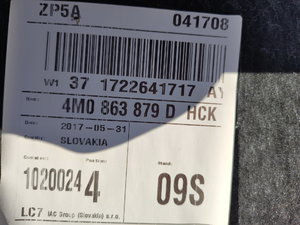 ZP5A 041708
W1 37 1722641717 AY
4M0 863 879 D HCK
2017-05-31
SLOVAKIA
1020024 4 09S
LC7 IAC Group (Slovakia) s.r.o.